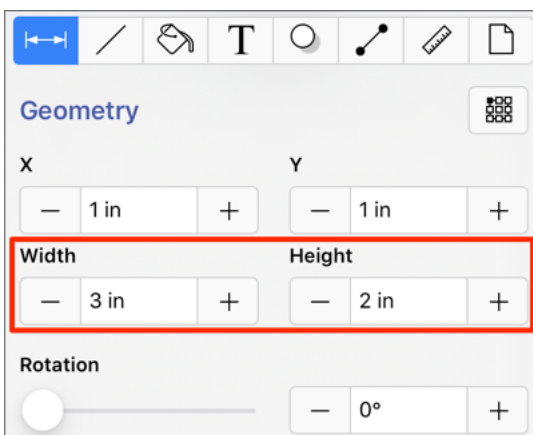 T
Geometry
X Y
1 in 1 in
Width Height
3 in 2 in
Rotation
0°